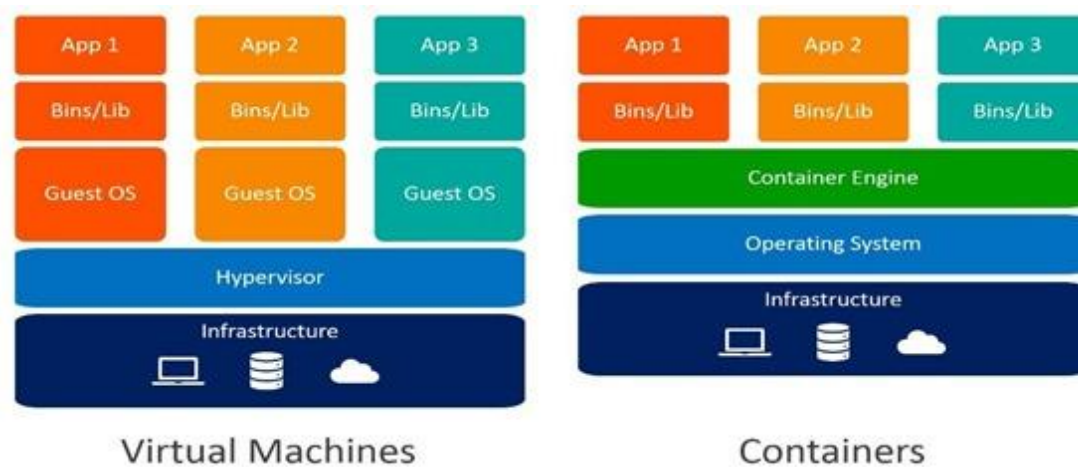 App 1
App 2
App 3
Bins/Lib
Bins/Lib
Bins/Lib
Guest OS
Guest OS
Guest OS
Hypervisor
Infrastructure
Virtual Machines
App 1
App 2
App 3
Bins/Lib
Bins/Lib
Bins/Lib
Container Engine
Operating System
Infrastructure
Containers